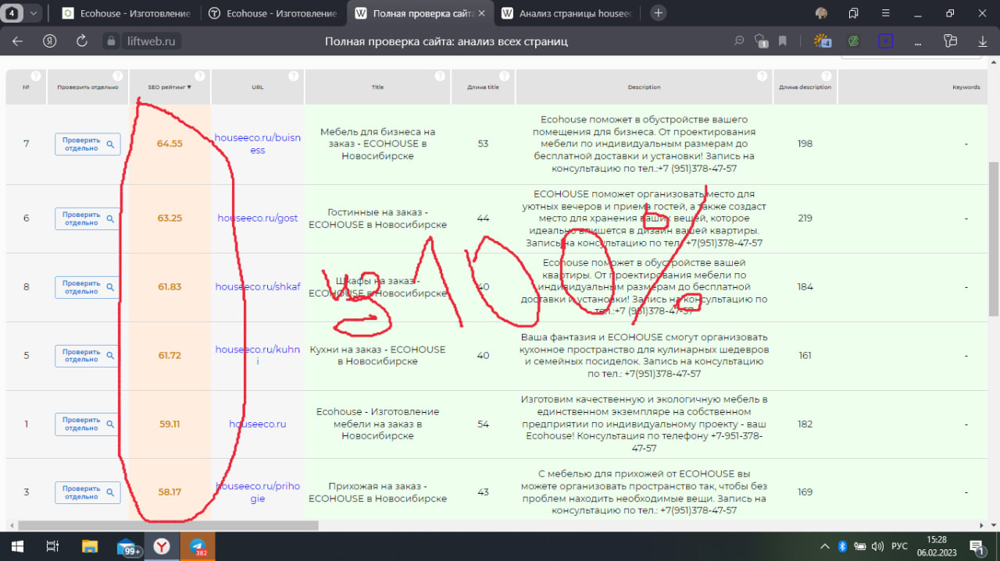 4
Ecohouse - Изготовление
Ecohouse - Изготовление
Полная проверка сайта
Анализ страницы houseec
liftweb.ru
Полная проверка сайта: анализ всех страниц
1
-4
№
Проверить отдельно
SEO рейтинг ▼
URL
Title
Длина title
Description
Длина description
Keywords
7
Проверить
отдельно
64.55
houseeco.ru/buisn
ess
Мебель для бизнеса на
заказ - ECOHOUSE в
Новосибирске
53
Ecohouse поможет в обустройстве вашего
помещения для бизнеса. От проектирования
мебели по индивидуальным размерам до
бесплатной доставки и установки! Запись на
консультацию по тел.:+7 (951)378-47-57
198
-
6
Проверить
отдельно
63.25
houseeco.ru/gost
Гостинные на заказ -
ECOHOUSE в Новосибирске
44
ECOHOUSE поможет организовать место для
уютных вечеров и приема гостей, а также создаст
место для хранения ваших вещей, которое
идеально впишется в дизайн вашей квартиры.
Запись на консультацию по тел.: +7(951)378-47-57
219
-
8
Проверить
отдельно
61.83
houseeco.ru/shkaf
Шкафы на заказ -
ECOHOUSE в Новосибирске
40
Ecohouse поможет в обустройстве вашей
квартиры. От проектирования мебели по
индивидуальным размерам до бесплатной
доставки и установки! Запись на консультацию по
тел.:+7 (951)378-47-57
184
-
из 100%
5
Проверить
отдельно
61.72
houseeco.ru/kuhn
i
Кухни на заказ - ECOHOUSE
в Новосибирске
40
Ваша фантазия и ECOHOUSE смогут организовать
кухонное пространство для кулинарных шедевров
и семейных посиделок. Запись на консультацию
по тел.: +7(951)378-47-57
161
-
1
Проверить
отдельно
59.11
houseeco.ru
Ecohouse - Изготовление
мебели на заказ в
Новосибирске
54
Изготовим качественную и экологичную мебель в
единственном экземпляре на собственном
предприятии по индивидуальному проекту - ваш
Ecohouse! Консультация по телефону +7-951-378-
47-57
182
-
3
Проверить
отдельно
58.17
houseeco.ru/priho
gie
Прихожая на заказ -
ECOHOUSE в Новосибирске
43
С мебелью для прихожей от ECOHOUSE вы
можете организовать пространство так, чтобы без
проблем находить необходимые вещи. Запись на
консультацию по тел.: +7(951)378-47-57
169
-
99+
382
РУС
15:28
06.02.2023
1